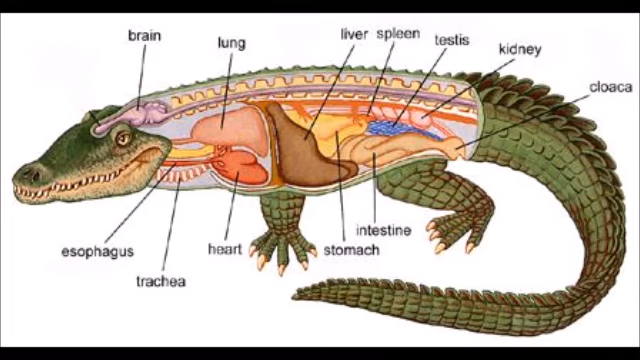 brain
lung
liver
spleen
testis
kidney
cloaca
esophagus
trachea
heart
stomach
intestine